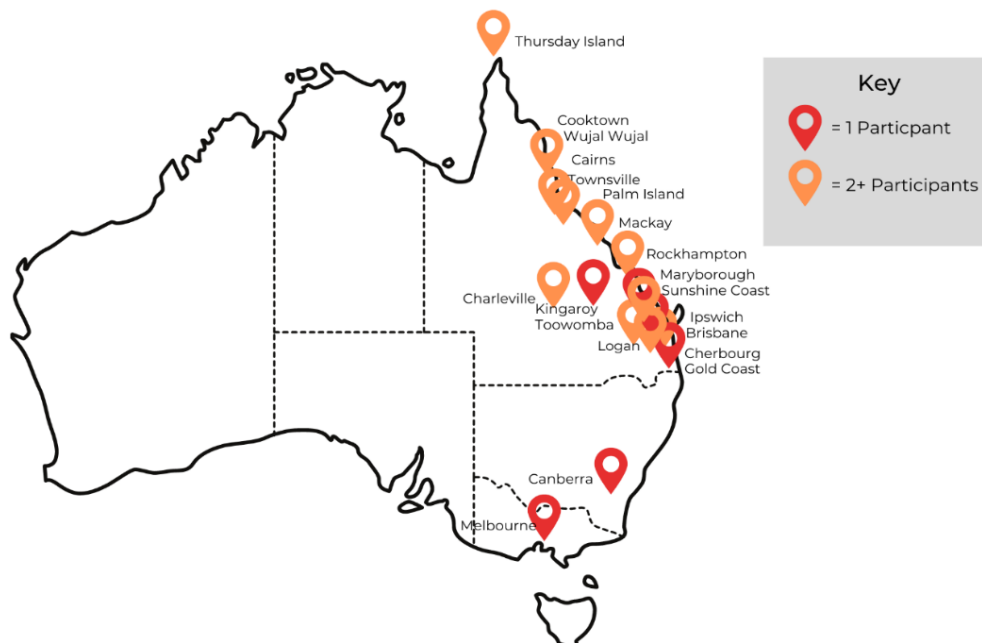 Thursday Island
Key
= 1 Particpant
= 2+ Participants
Cooktown
Wujal Wujal
Cairns
Townsville
Palm Island
Mackay
Rockhampton
Maryborough
Sunshine Coast
Charleville
Kingaroy
Toowomba
Ipswich
Brisbane
Logan
Cherbourg
Gold Coast
Canberra
Melbourne